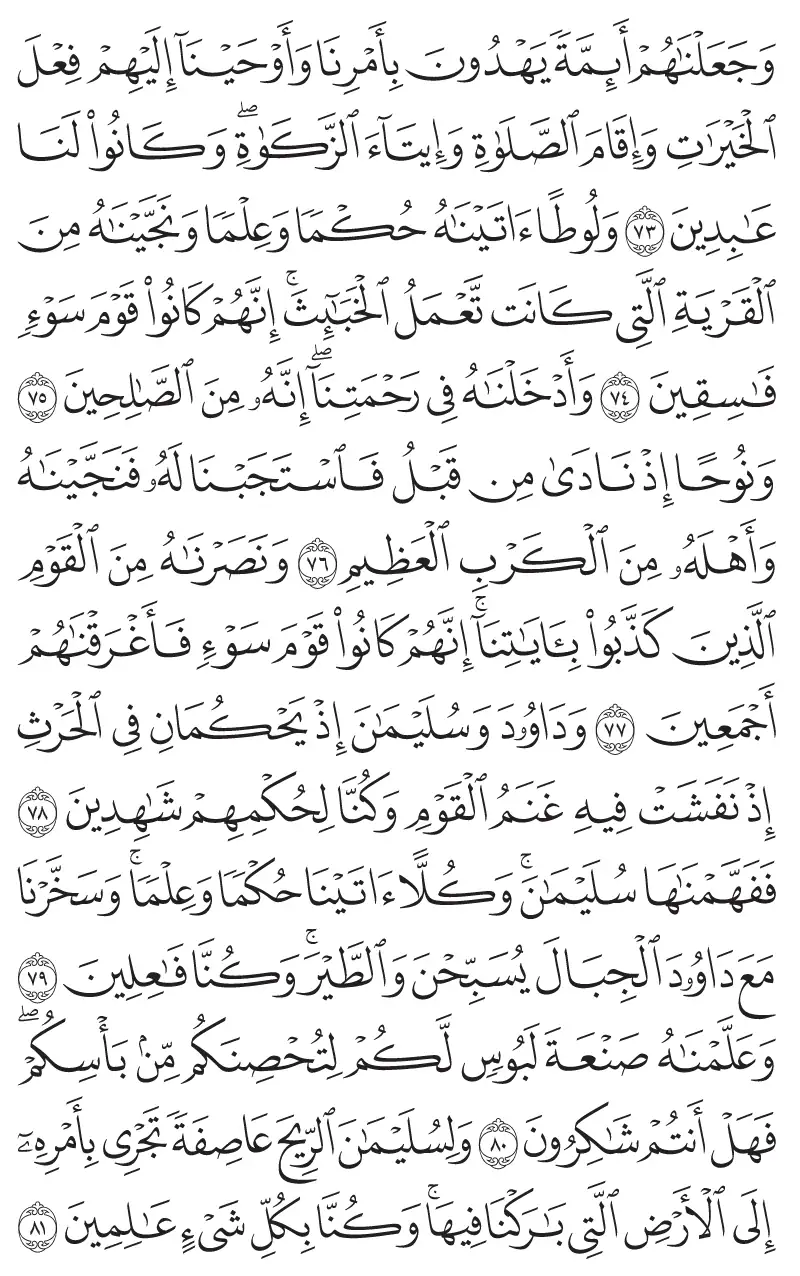 وَجَعَلْنَٰهُمْ أَئِمَّةً يَهْدُونَ بِأَمْرِنَا وَأَوْحَيْنَآ إِلَيْهِمْ فِعْلَ
ٱلْخَيْرَٰتِ وَإِقَامَ ٱلصَّلَوٰةِ وَإِيتَآءَ ٱلزَّكَوٰةِۖ وَكَانُوا۟ لَنَا
عَٰبِدِينَ ٧٣ وَلُوطًا ءَاتَيْنَٰهُ حُكْمًا وَعِلْمًا وَنَجَّيْنَٰهُ مِنَ
ٱلْقَرْيَةِ ٱلَّتِى كَانَت تَّعْمَلُ ٱلْخَبَٰٓئِثَۚ إِنَّهُمْ كَانُوا۟ قَوْمَ سَوْءٍ
فَٰسِقِينَ ٧٤ وَأَدْخَلْنَٰهُ فِى رَحْمَتِنَآۖ إِنَّهُۥ مِنَ ٱلصَّٰلِحِينَ ٧٥
وَنُوحًا إِذْ نَادَىٰ مِن قَبْلُ فَٱسْتَجَبْنَا لَهُۥ فَنَجَّيْنَٰهُ
وَأَهْلَهُۥ مِنَ ٱلْكَرْبِ ٱلْعَظِيمِ ٧٦ وَنَصَرْنَٰهُ مِنَ ٱلْقَوْمِ
ٱلَّذِينَ كَذَّبُوا۟ بِـَٔايَٰتِنَآۚ إِنَّهُمْ كَانُوا۟ قَوْمَ سَوْءٍ فَأَغْرَقْنَٰهُمْ
أَجْمَعِينَ ٧٧ وَدَاوُۥدَ وَسُلَيْمَٰنَ إِذْ يَحْكُمَانِ فِى ٱلْحَرْثِ
إِذْ نَفَشَتْ فِيهِ غَنَمُ ٱلْقَوْمِ وَكُنَّا لِحُكْمِهِمْ شَٰهِدِينَ ٧٨
فَفَهَّمْنَٰهَا سُلَيْمَٰنَۚ وَكُلًّا ءَاتَيْنَا حُكْمًا وَعِلْمًاۚ وَسَخَّرْنَا
مَعَ دَاوُۥدَ ٱلْجِبَالَ يُسَبِّحْنَ وَٱلطَّيْرَۚ وَكُنَّا فَٰعِلِينَ ٧٩
وَعَلَّمْنَٰهُ صَنْعَةَ لَبُوسٍ لَّكُمْ لِتُحْصِنَكُم مِّنۢ بَأْسِكُمْۖ
فَهَلْ أَنتُمْ شَٰكِرُونَ ٨٠ وَلِسُلَيْمَٰنَ ٱلرِّيحَ عَاصِفَةً تَجْرِى بِأَمْرِهِۦٓ
إِلَى ٱلْأَرْضِ ٱلَّتِى بَٰرَكْنَا فِيهَاۚ وَكُنَّا بِكُلِّ شَىْءٍ عَٰلِمِينَ ٨١